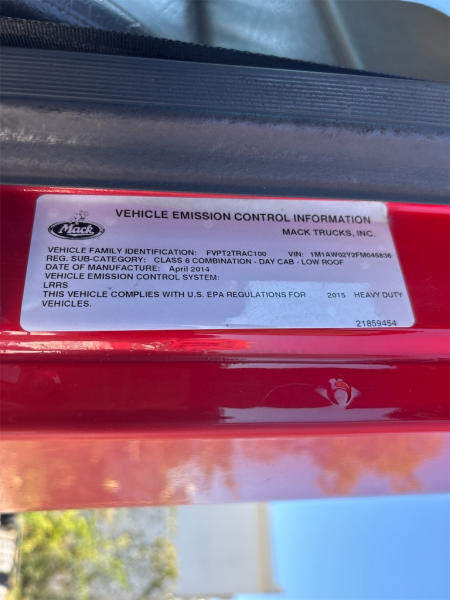 Mack
VEHICLE EMISSION CONTROL INFORMATION
MACK TRUCKS, INC.
VEHICLE FAMILY IDENTIFICATION: FVPT2TRAC100 VIN: 1M1AW02Y2FM045836
REG. SUB-CATEGORY: CLASS 8 COMBINATION - DAY CAB - LOW ROOF
DATE OF MANUFACTURE: April 2014
VEHICLE EMISSION CONTROL SYSTEM:
LRRS
THIS VEHICLE COMPLIES WITH U.S. EPA REGULATIONS FOR 2015 HEAVY DUTY
VEHICLES.
21859454